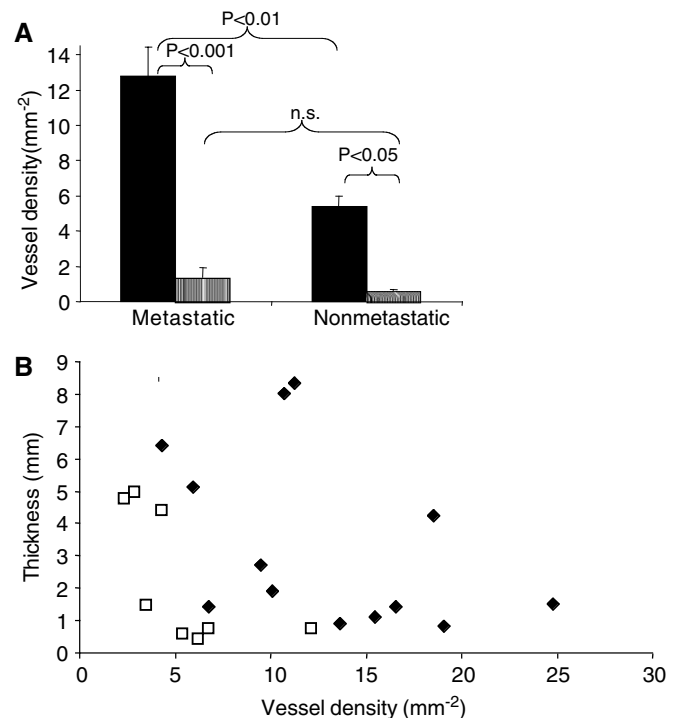 A
P<0.01
P<0.001
n.s.
P<0.05
Vessel density(mm-2)
14
12
10
8
6
4
2
0
Metastatic Nonmetastatic
B
Thickness (mm)
9
8
7
6
5
4
3
2
1
0
0 5 10 15 20 25 30
Vessel density (mm-2)